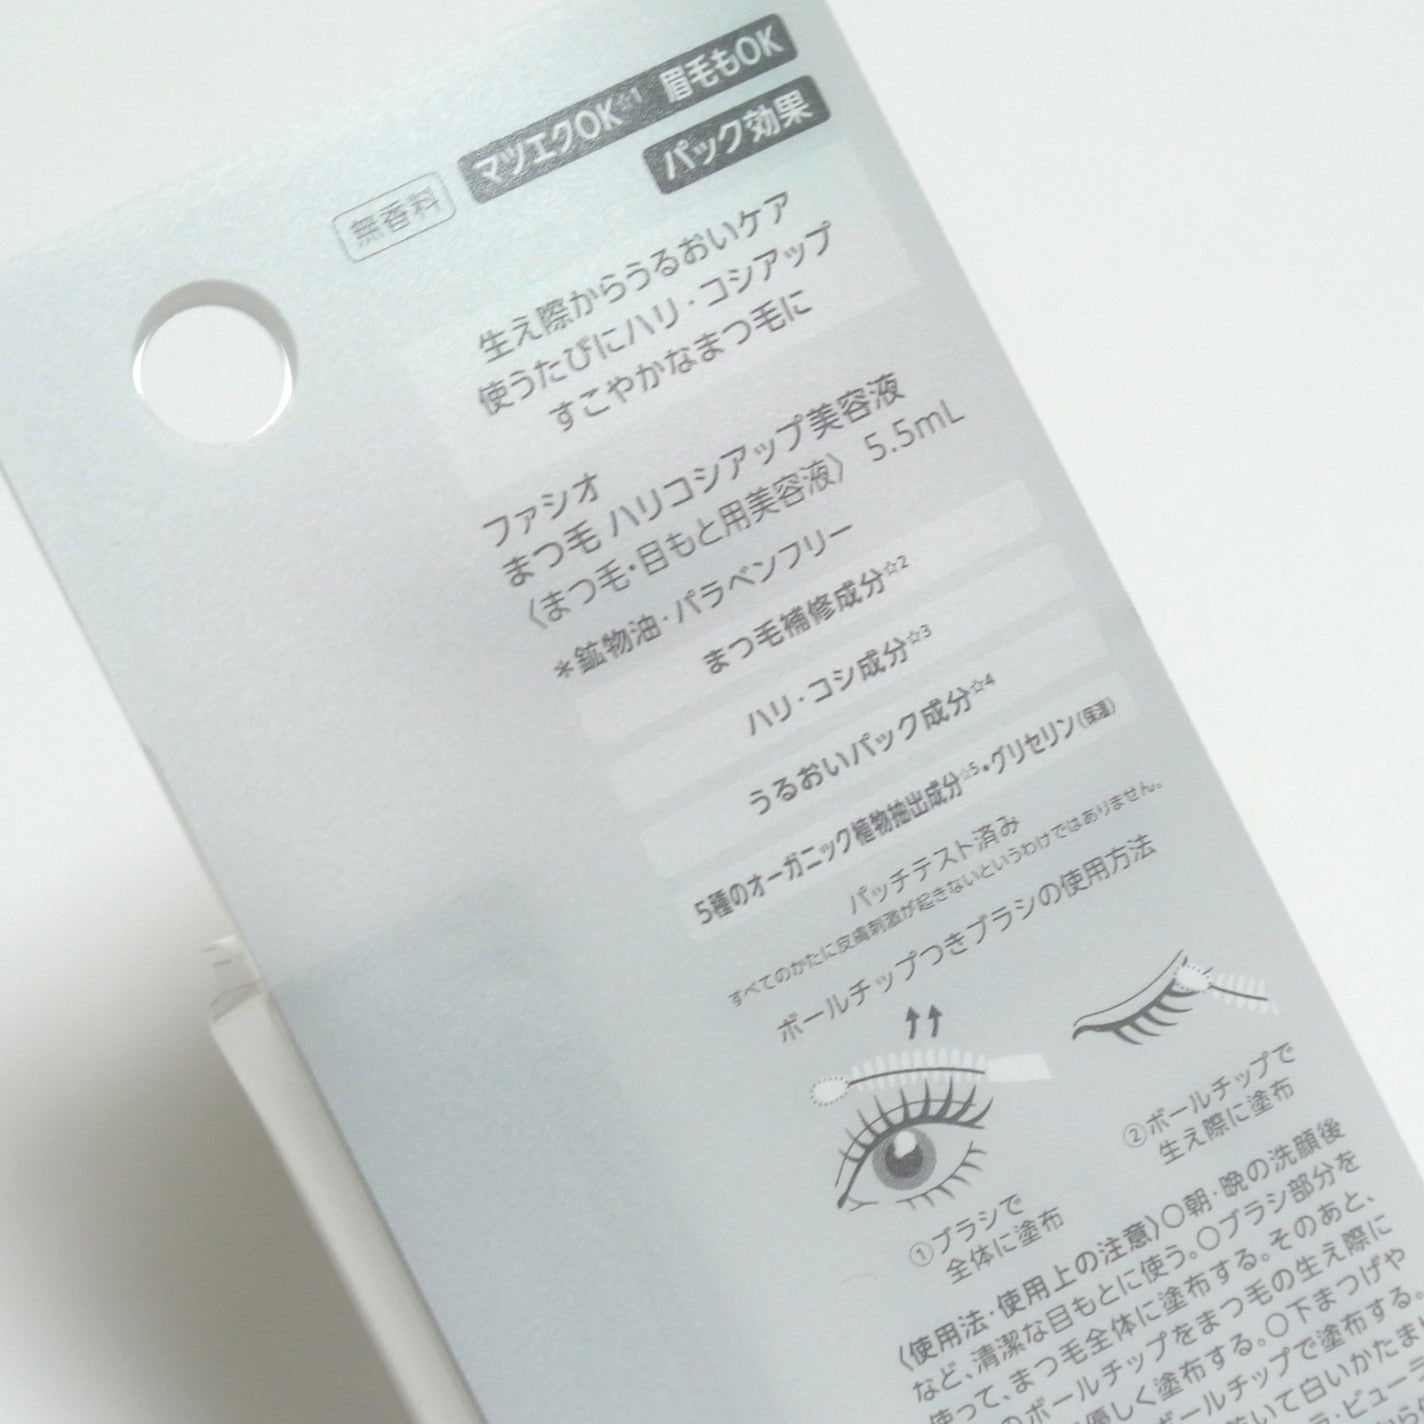 無香料 マツエクOK☆1 眉毛もOK
パック効果
生え際からうるおいケア
使うたびにハリ・コシアップ
すこやかなまつ毛に
ファシオ
まつ毛 ハリコシアップ美容液
〈まつ毛・目もと用美容液〉 5.5mL
*鉱物油・パラベンフリー
まつ毛補修成分☆2
ハリ・コシ成分☆3
うるおいパック成分☆4
5種のオーガニック植物抽出成分☆5・グリセリン(保湿)
パッチテスト済み
すべてのかたに皮膚刺激が起きないというわけではありません。
ボールチップつきブラシの使用方法
①ブラシで
全体に塗布
②ボールチップで
生え際に塗布
〈使用法・使用上の注意〉○朝・晩の洗顔後
など、清潔な目もとに使う。○ブラシ部分を
使って、まつ毛全体に塗布する。そのあと、
のボールチップをまつ毛の生え際に
優しく塗布する。○下まつげや
ボールチップで塗布する。
いて白いかたまり
・ビューラ